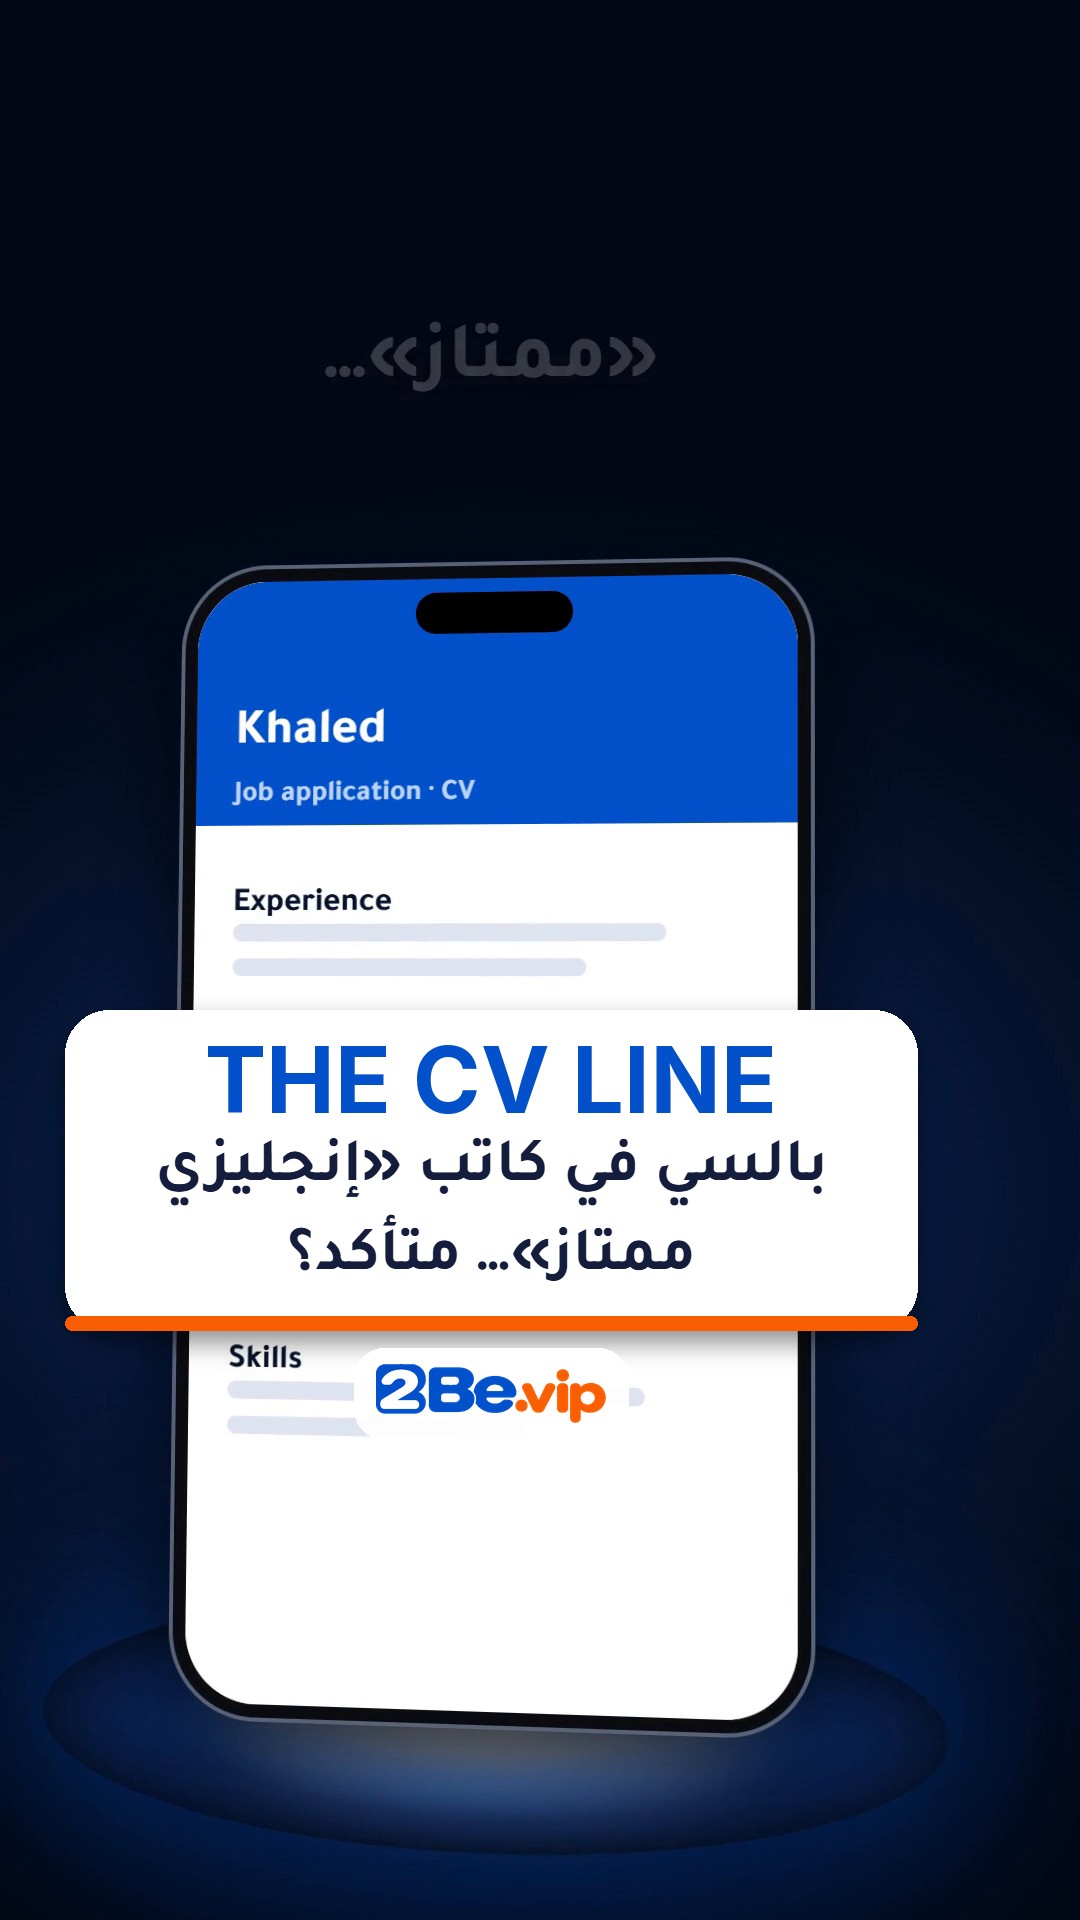 «ممتاز»…
Khaled
Job application · CV
Experience
THE CV LINE
بالسي في كاتب «إنجليزي
ممتاز»… متأكد؟
Skills
2Be.vip